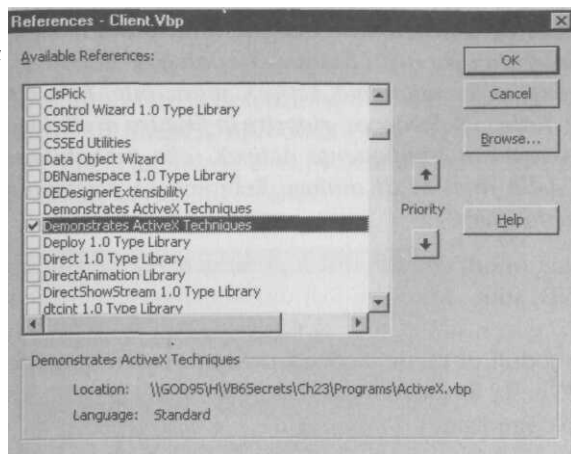 References - Client.Vbp
Available References:
ClsPick
Control Wizard 1.0 Type Library
CSSEd
CSSEd Utilities
Data Object Wizard
DBNamespace 1.0 Type Library
DEDesignerExtensibility
Demonstrates ActiveX Techniques
Demonstrates ActiveX Techniques
Deploy 1.0 Type Library
Direct 1.0 Type Library
DirectAnimation Library
DirectShowStream 1.0 Type Library
dtcint 1.0 Type Library
OK
Cancel
Browse...
Priority
Help
Demonstrates ActiveX Techniques
Location: \\GOD95\H\VB6Secrets\Ch23\Programs\ActiveX.vbp
Language: Standard